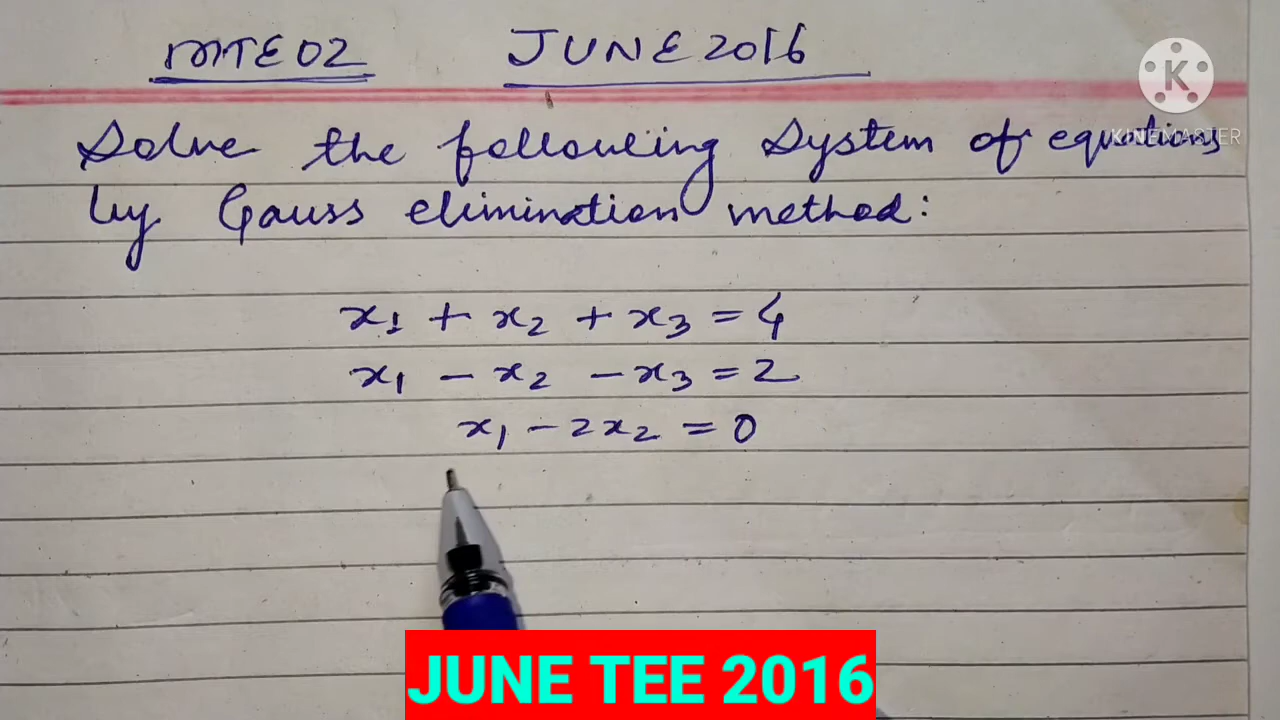 MTE02 JUNE 2016
K
KINEMASTER
Solve the following System of equations
by Gauss elimination method:
x₁ + x₂ + x₃ = 4
x₁ - x₂ - x₃ = 2
x₁ - 2x₂ = 0
JUNE TEE 2016